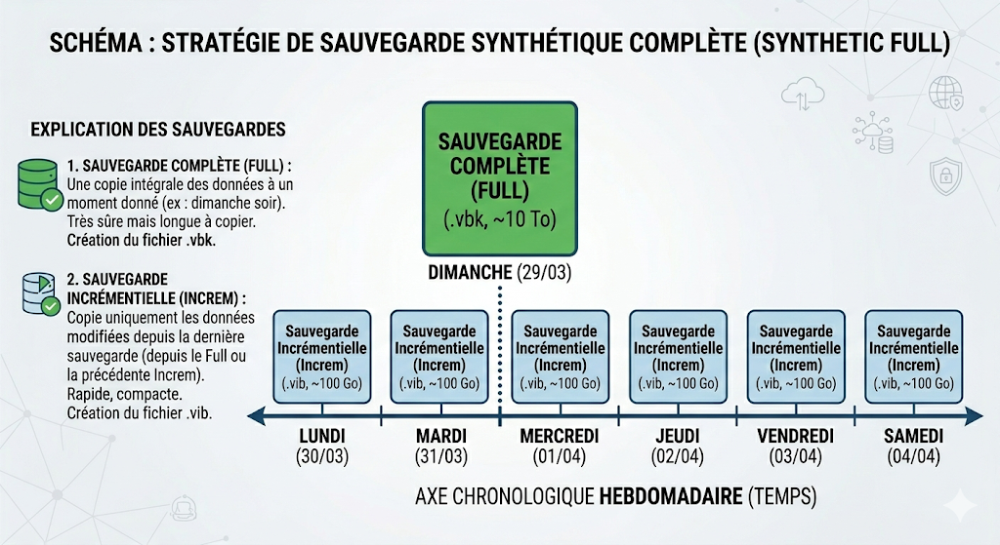 SCHÉMA : STRATÉGIE DE SAUVEGARDE SYNTHÉTIQUE COMPLÈTE (SYNTHETIC FULL)
EXPLICATION DES SAUVEGARDES
1. SAUVEGARDE COMPLÈTE (FULL) :
Une copie intégrale des données à un
moment donné (ex : dimanche soir).
Très sûre mais longue à copier.
Création du fichier .vbk.
2. SAUVEGARDE
INCRÉMENTIELLE (INCREM) :
Copie uniquement les données
modifiées depuis la dernière
sauvegarde (depuis le Full ou
la précédente Increm).
Rapide, compacte.
Création du fichier .vib.
SAUVEGARDE
COMPLÈTE
(FULL)
(.vbk, ~10 To)
DIMANCHE (29/03)
Sauvegarde
Incrémentielle
(Increm)
(.vib, ~100 Go)
LUNDI
(30/03)
Sauvegarde
Incrémentielle
(Increm)
(.vib, ~100 Go)
MARDI
(31/03)
Sauvegarde
Incrémentielle
(Increm)
(.vib, ~100 Go)
MERCREDI
(01/04)
Sauvegarde
Incrémentielle
(Increm)
(.vib, ~100 Go)
JEUDI
(02/04)
Sauvegarde
Incrémentielle
(Increm)
(.vib, ~100 Go)
VENDREDI
(03/04)
Sauvegarde
Incrémentielle
(Increm)
(.vib, ~100 Go)
SAMEDI
(04/04)
AXE CHRONOLOGIQUE HEBDOMADAIRE (TEMPS)